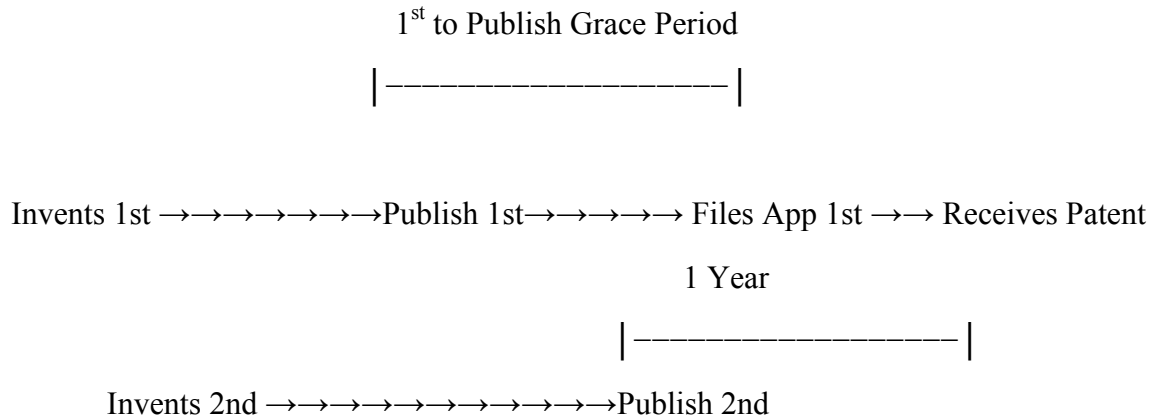 1st to Publish Grace Period
|––––––––––––––––––––|
Invents 1st →→→→→→→Publish 1st→→→→→ Files App 1st →→ Receives Patent
1 Year
|–––––––––––––––––––|
Invents 2nd →→→→→→→→→→→Publish 2nd